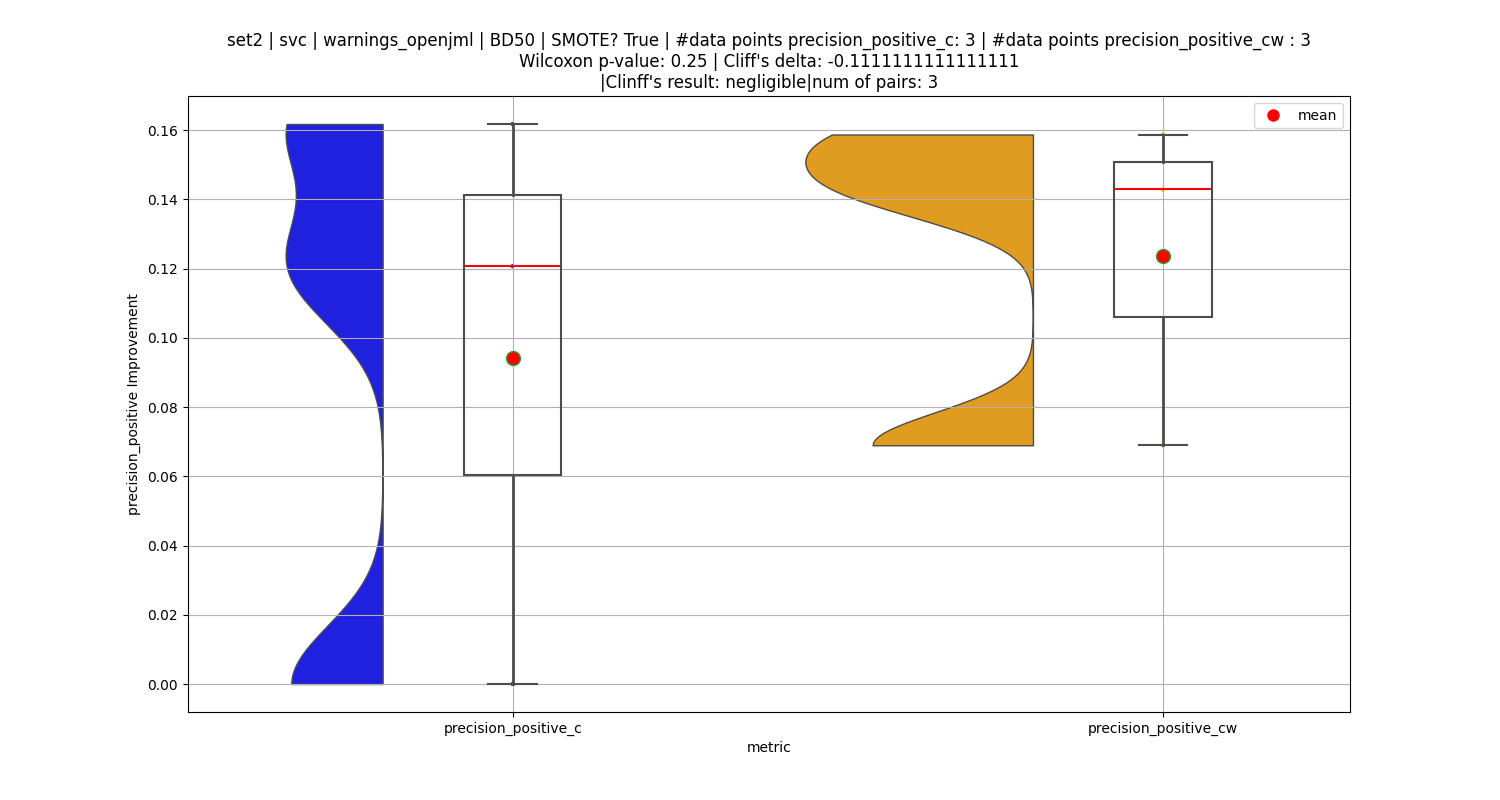 set2 | svc | warnings_openjml | BD50 | SMOTE? True | #data points precision_positive_c: 3 | #data points precision_positive_cw : 3
Wilcoxon p-value: 0.25 | Cliff's delta: -0.1111111111111111
|Clinff's result: negligible|num of pairs: 3
mean
0.16
0.14
0.12
0.10
0.08
0.06
0.04
0.02
0.00
precision_positive Improvement
precision_positive_c
precision_positive_cw
metric